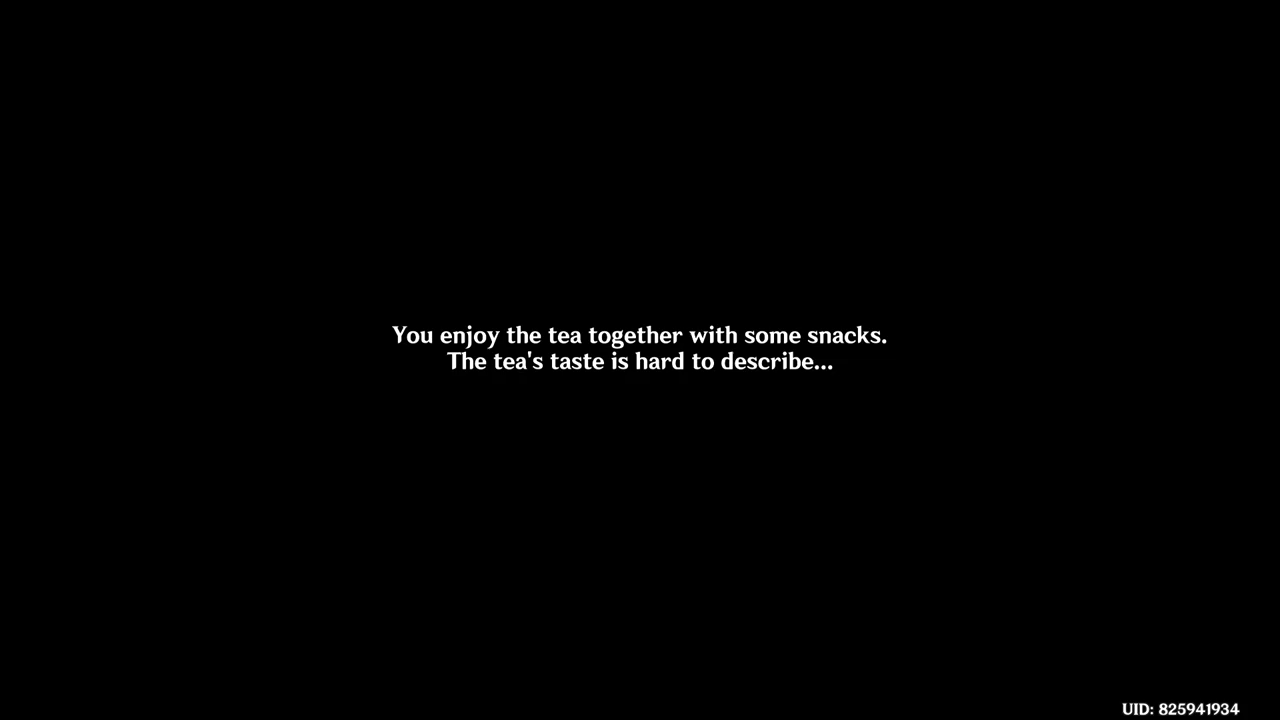 You enjoy the tea together with some snacks.
The tea's taste is hard to describe...
UID: 825941934